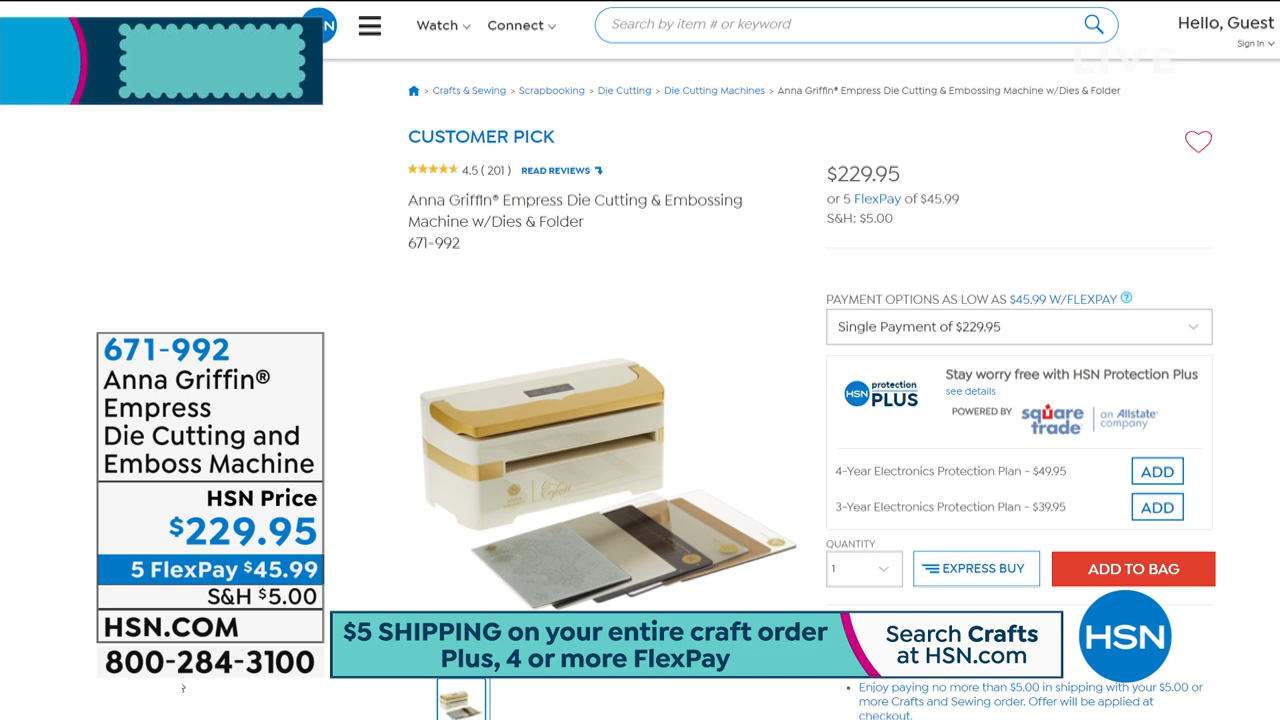 N
Watch
Connect
Search by item # or keyword
Hello, Guest
Sign In
LIVE
> Crafts & Sewing > Scrapbooking > Die Cutting > Die Cutting Machines > Anna Griffin® Empress Die Cutting & Embossing Machine w/Dies & Folder
CUSTOMER PICK
4.5 ( 201 ) READ REVIEWS
Anna Griffin® Empress Die Cutting & Embossing
Machine w/Dies & Folder
671-992
$229.95
or 5 FlexPay of $45.99
S&H: $5.00
PAYMENT OPTIONS AS LOW AS $45.99 W/FLEXPAY ?
Single Payment of $229.95
HSN protection PLUS
Stay worry free with HSN Protection Plus
see details
POWERED BY square trade | an Allstate company
4-Year Electronics Protection Plan - $49.95 ADD
3-Year Electronics Protection Plan - $39.95 ADD
QUANTITY
1
EXPRESS BUY
ADD TO BAG
671-992
Anna Griffin®
Empress
Die Cutting and
Emboss Machine
HSN Price
$229.95
5 FlexPay $45.99
S&H $5.00
HSN.COM
800-284-3100
$5 SHIPPING on your entire craft order
Plus, 4 or more FlexPay
Search Crafts
at HSN.com
HSN
• Enjoy paying no more than $5.00 in shipping with your $5.00 or
more Crafts and Sewing order. Offer will be applied at
checkout.